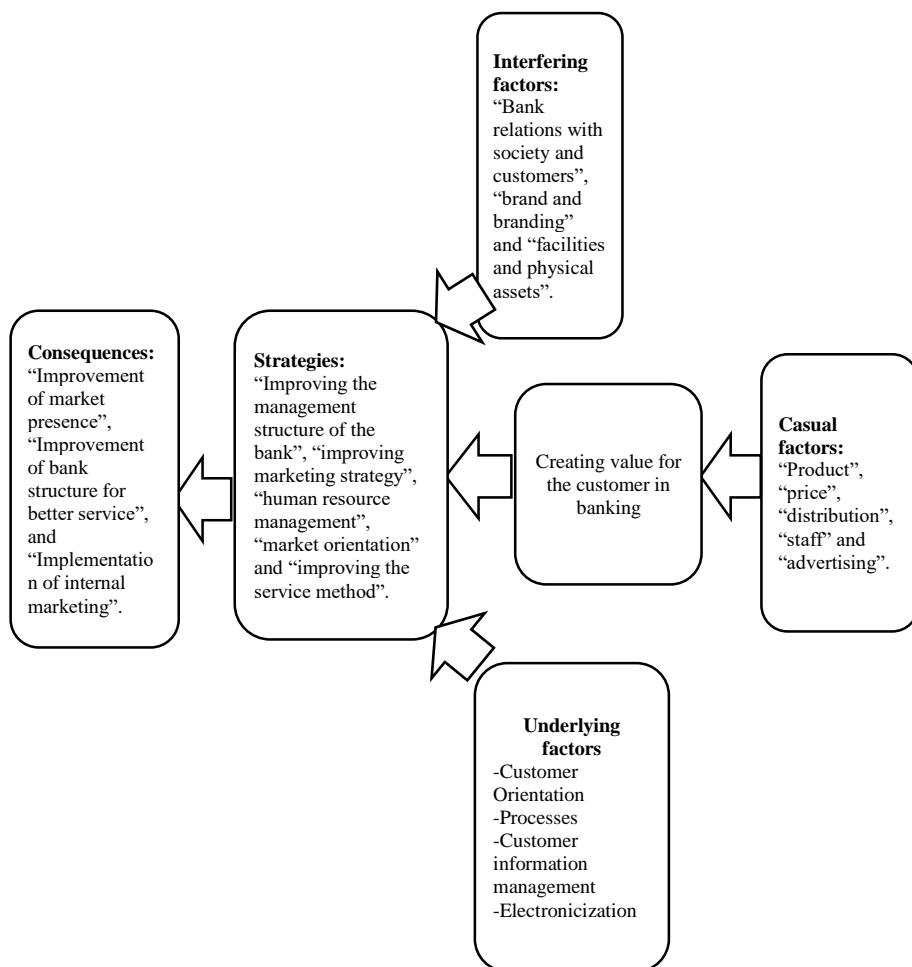 Interfering
factors:
“Bank
relations with
society and
customers”,
“brand and
branding”
and “facilities
and physical
assets”.
Consequences:
“Improvement
of market
presence”,
“Improvement
of bank
structure for
better service”,
and
“Implementatio
n of internal
marketing”.
Strategies:
“Improving the
management
structure of the
bank”, “improving
marketing strategy”,
“human resource
management”,
“market orientation”
and “improving the
service method”.
Creating value for
the customer in
banking
Casual
factors:
“Product”,
“price”,
“distribution”,
“staff” and
“advertising”.
Underlying
factors
-Customer
Orientation
-Processes
-Customer
information
management
-Electronicization